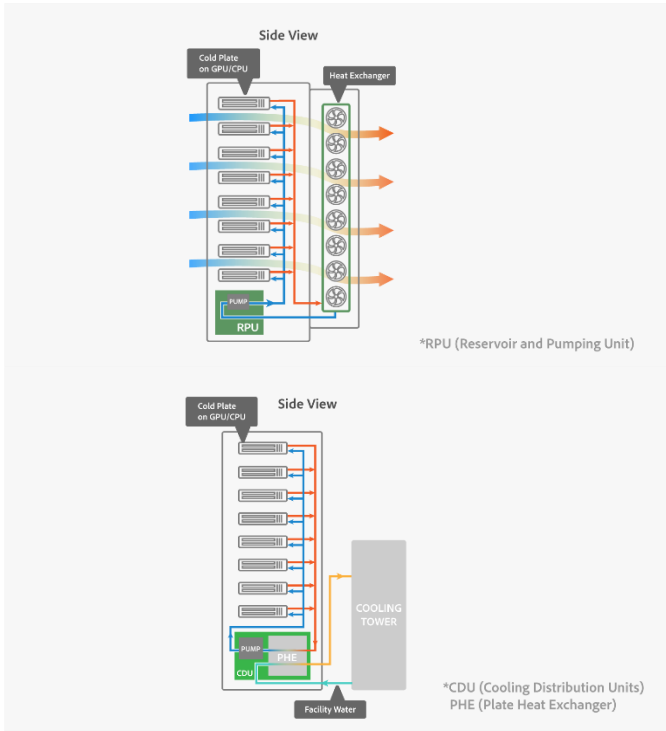 Side View
Cold Plate
on GPU/CPU
Heat Exchanger
PUMP
RPU
*RPU (Reservoir and Pumping Unit)
Side View
Cold Plate
on GPU/CPU
COOLING
TOWER
PUMP
PHE
CDU
*CDU (Cooling Distribution Units)
PHE (Plate Heat Exchanger)
Facility Water